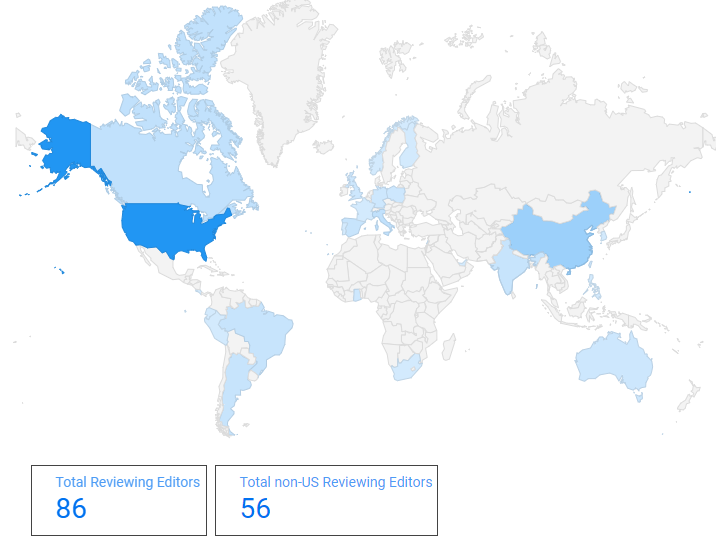 Total Reviewing Editors
86
Total non-US Reviewing Editors
56